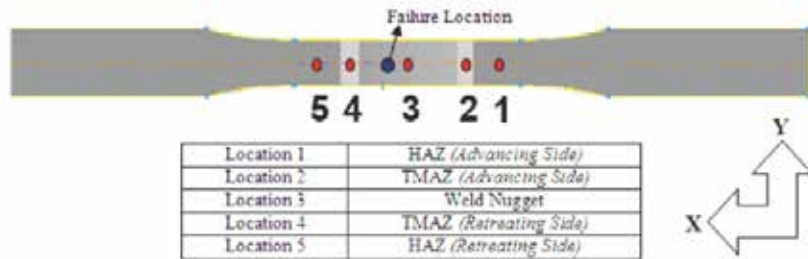 Failure Location
5 4 3 2 1
Location 1 HAZ (Advancing Side)
Location 2 TMAZ (Advancing Side)
Location 3 Weld Nugget
Location 4 TMAZ (Retreating Side)
Location 5 HAZ (Retreating Side)
Y
X